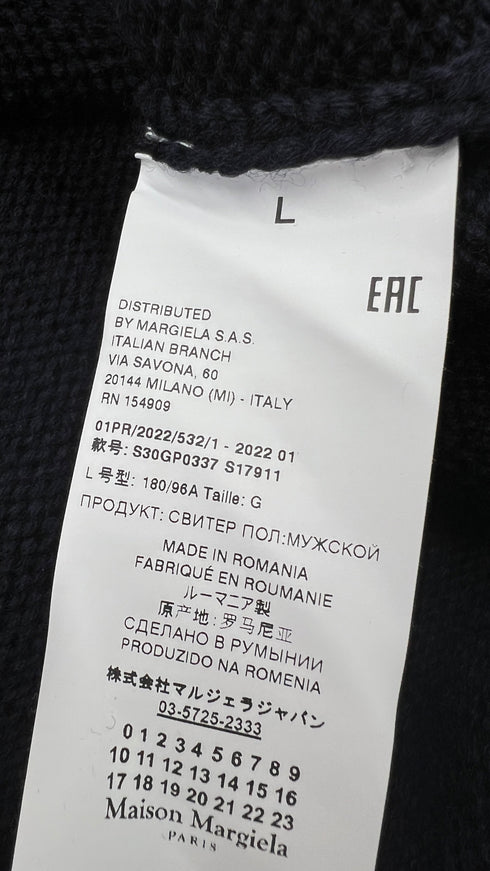 L
EAC
DISTRIBUTED
BY MARGIELA S.A.S.
ITALIAN BRANCH
VIA SAVONA, 60
20144 MILANO (MI) - ITALY
RN 154909
01PR/2022/532/1 - 2022 01
款号: S30GP0337 S17911
L 号型: 180/96A Taille: G
ПРОДУКТ: СВИТЕР ПОЛ:МУЖСКОЙ
MADE IN ROMANIA
FABRIQUÉ EN ROUMANIE
ルーマニア製
原产地: 罗马尼亚
СДЕЛАНО В РУМЫНИИ
PRODUZIDO NA ROMENIA
株式会社マルジェラジャパン
03-5725-2333
0 1 2 3 4 5 6 7 8 9
10 11 12 13 14 15 16
17 18 19 20 21 22 23
Maison Margiela
PARIS